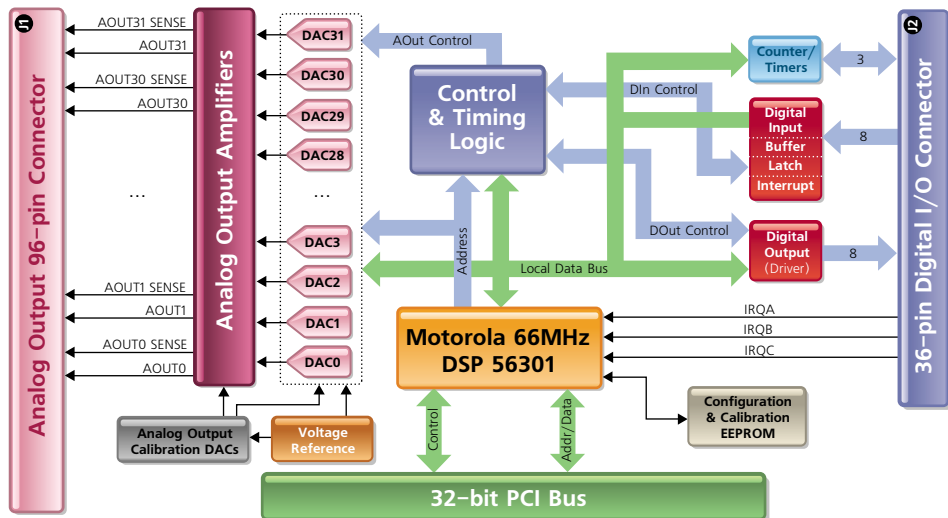 J1
Analog Output 96-pin Connector
AOUT31 SENSE
AOUT31
AOUT30 SENSE
AOUT30
...
AOUT1 SENSE
AOUT1
AOUT0 SENSE
AOUT0
Analog Output Amplifiers
DAC31
DAC30
DAC29
DAC28
...
DAC3
DAC2
DAC1
DAC0
Analog Output
Calibration DACs
Voltage
Reference
AOut Control
Control
& Timing
Logic
DIn Control
DOut Control
Address
Local Data Bus
Counter/
Timers
3
Digital
Input
Buffer
Latch
Interrupt
8
Digital
Output
(Driver)
8
J2
36-pin Digital I/O Connector
IRQA
IRQB
IRQC
Motorola 66MHz
DSP 56301
Configuration
& Calibration
EEPROM
Control
Addr/Data
32-bit PCI Bus